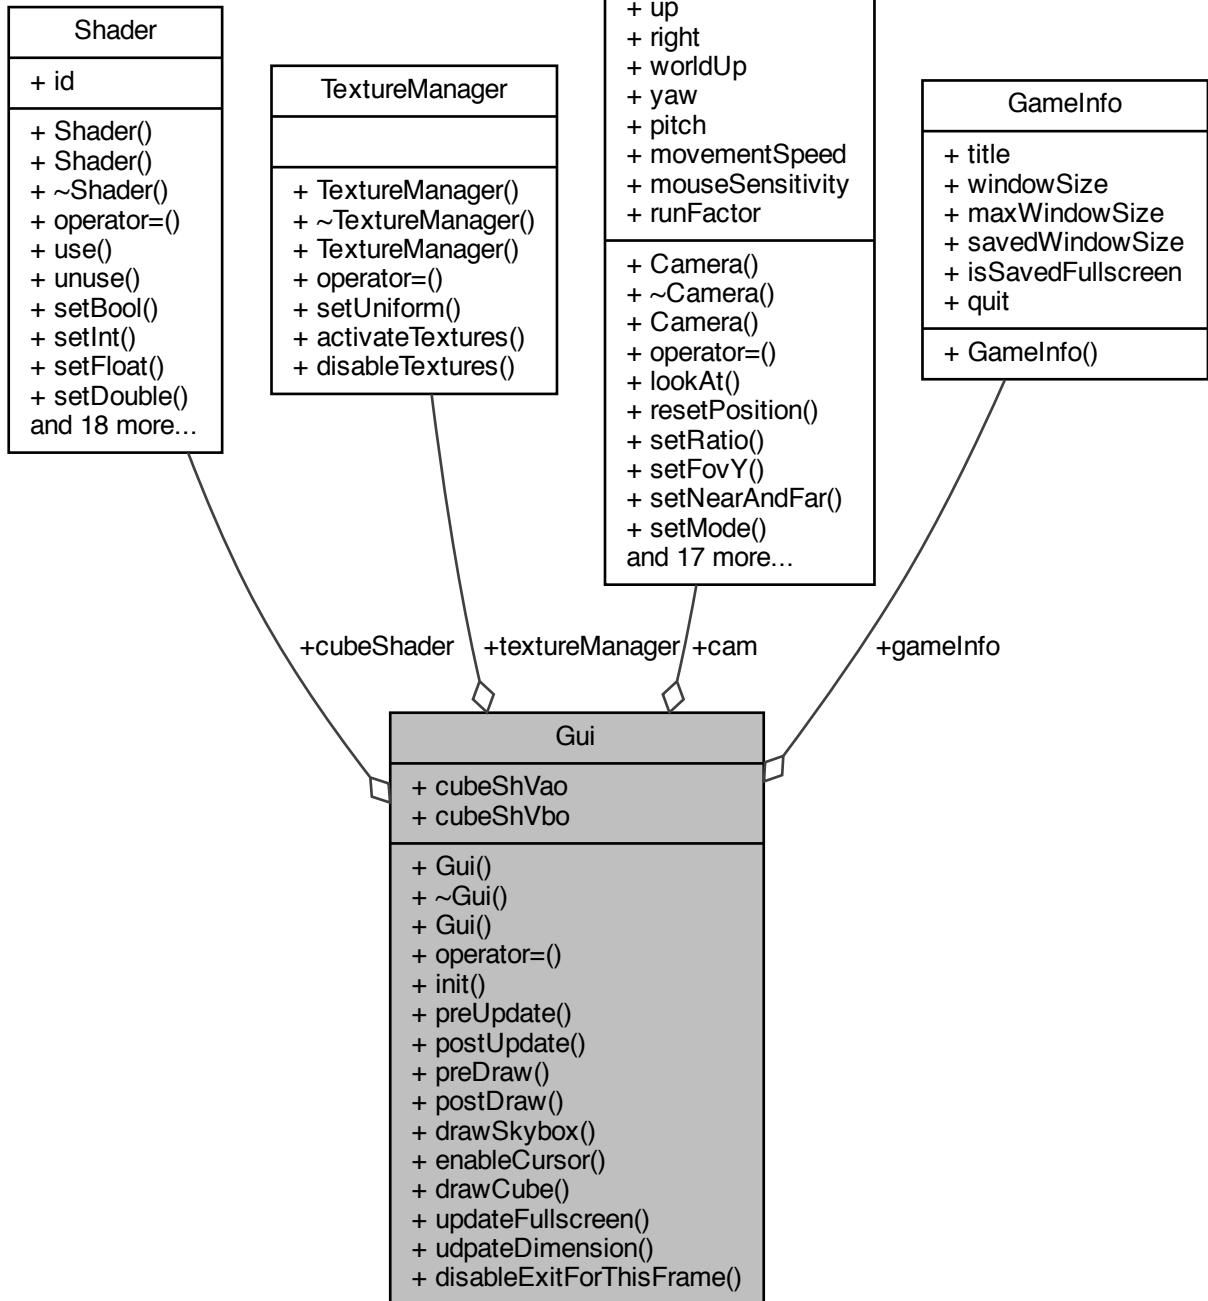 Shader
+ id
+ Shader()
+ Shader()
+ ~Shader()
+ operator=()
+ use()
+ unuse()
+ setBool()
+ setInt()
+ setFloat()
+ setDouble()
and 18 more...
TextureManager
+ TextureManager()
+ ~TextureManager()
+ TextureManager()
+ operator=()
+ setUniform()
+ activateTextures()
+ disableTextures()
+ up
+ right
+ worldUp
+ yaw
+ pitch
+ movementSpeed
+ mouseSensitivity
+ runFactor
+ Camera()
+ ~Camera()
+ Camera()
+ operator=()
+ lookAt()
+ resetPosition()
+ setRatio()
+ setFovY()
+ setNearAndFar()
+ setMode()
and 17 more...
GameInfo
+ title
+ windowSize
+ maxWindowSize
+ savedWindowSize
+ isSavedFullscreen
+ quit
+ GameInfo()
+cubeShader
+textureManager
+cam
+gameInfo
Gui
+ cubeShVao
+ cubeShVbo
+ Gui()
+ ~Gui()
+ Gui()
+ operator=()
+ init()
+ preUpdate()
+ postUpdate()
+ preDraw()
+ postDraw()
+ drawSkybox()
+ enableCursor()
+ drawCube()
+ updateFullscreen()
+ udpateDimension()
+ disableExitForThisFrame()